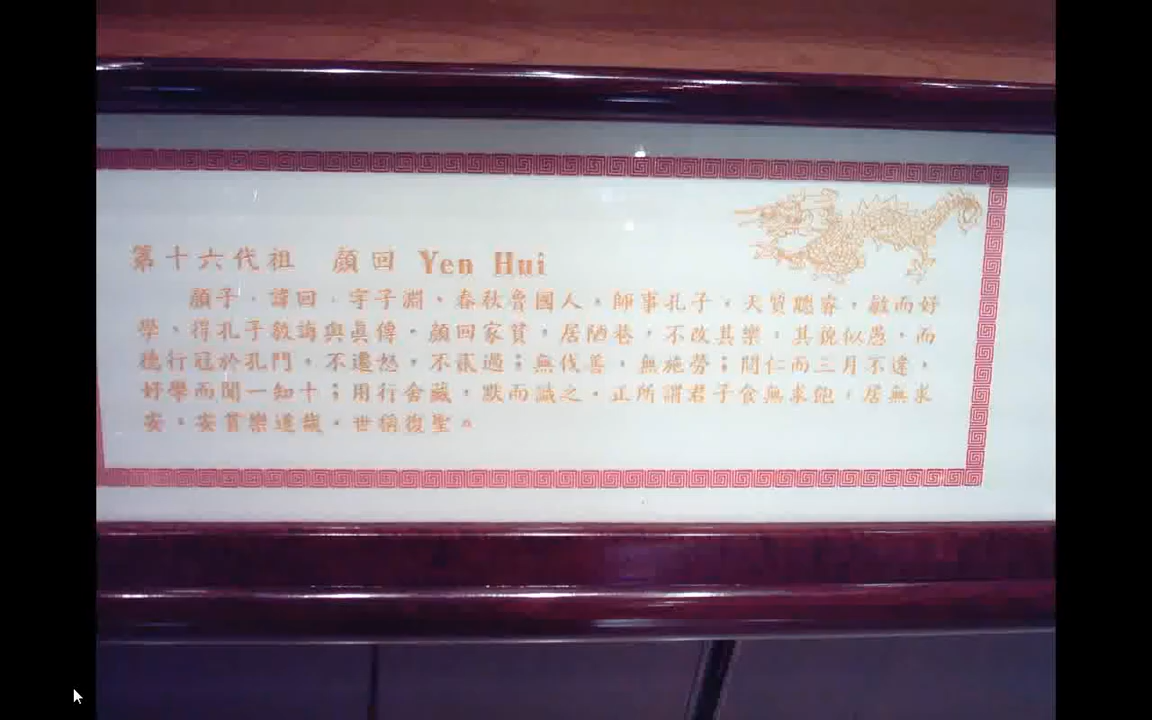 第十六代祖 顏回 Yen Hui
顏子，諱回，字子淵，春秋魯國人。師事孔子。天質聰睿，敏而好
學。得孔子教誨與真傳。顏回家貧，居陋巷，不改其樂。其貌似愚，而
德行冠於孔門。不遷怒，不貳過；無伐善，無施勞；問仁而三月不違，
好學而聞一知十；用行舍藏，默而識之。正所謂君子食無求飽，居無求
安。安貧樂道哉。世稱復聖。